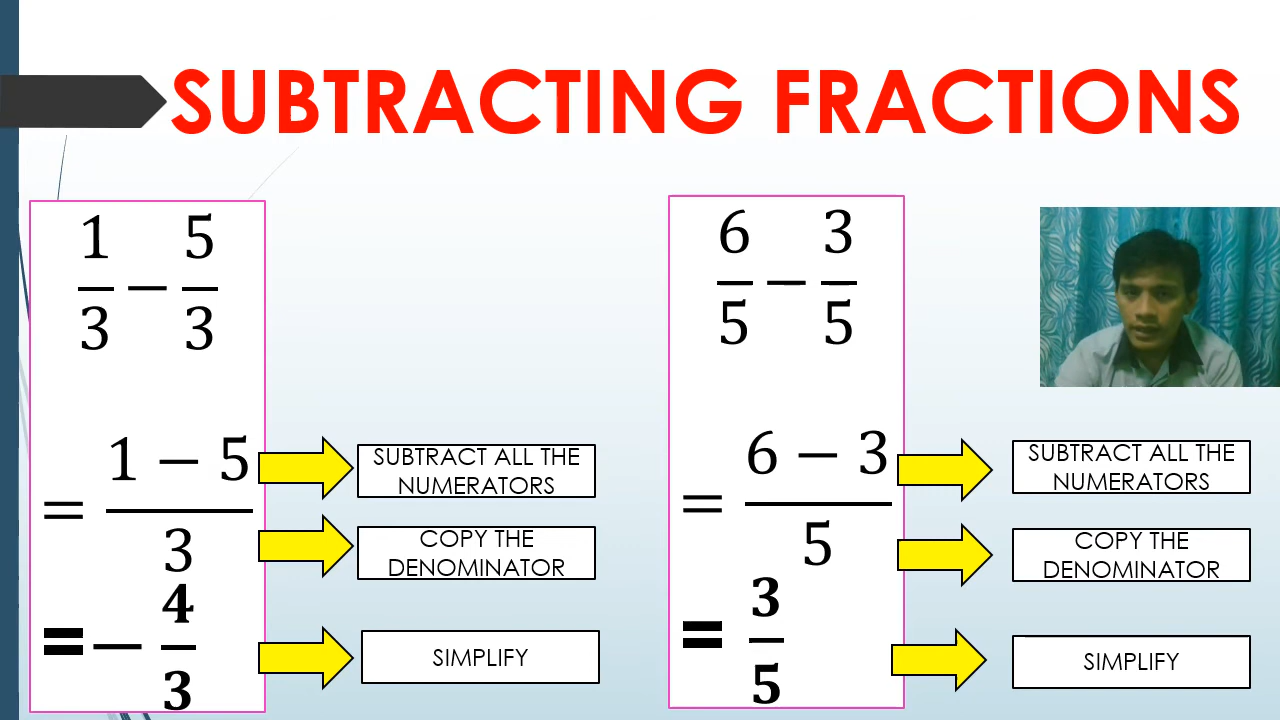 SUBTRACTING FRACTIONS
1/3 − 5/3
= (1 − 5)/3
= −4/3
SUBTRACT ALL THE
NUMERATORS
COPY THE
DENOMINATOR
SIMPLIFY
6/5 − 3/5
= (6 − 3)/5
= 3/5
SUBTRACT ALL THE
NUMERATORS
COPY THE
DENOMINATOR
SIMPLIFY